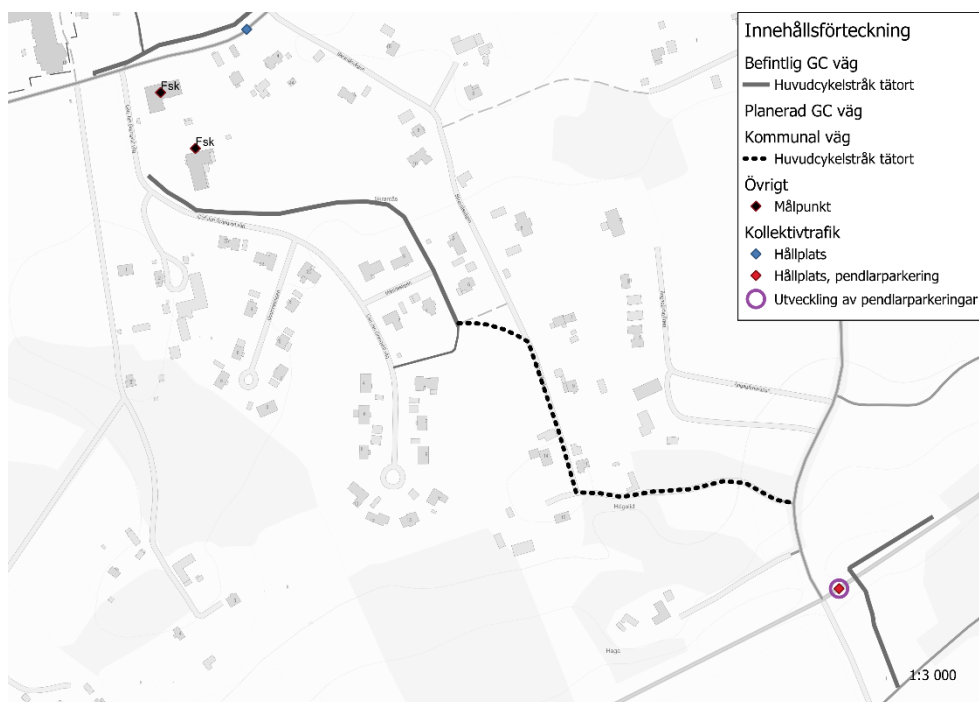 Innehållsförteckning
Befintlig GC väg
Huvudcykelstråk tätort
Planerad GC väg
Kommunal väg
Huvudcykelstråk tätort
Övrigt
Målpunkt
Kollektivtrafik
Hållplats
Hållplats, pendlarparkering
Utveckling av pendlarparkeringar
Fsk
Fsk
Högelid
Haga
1:3 000